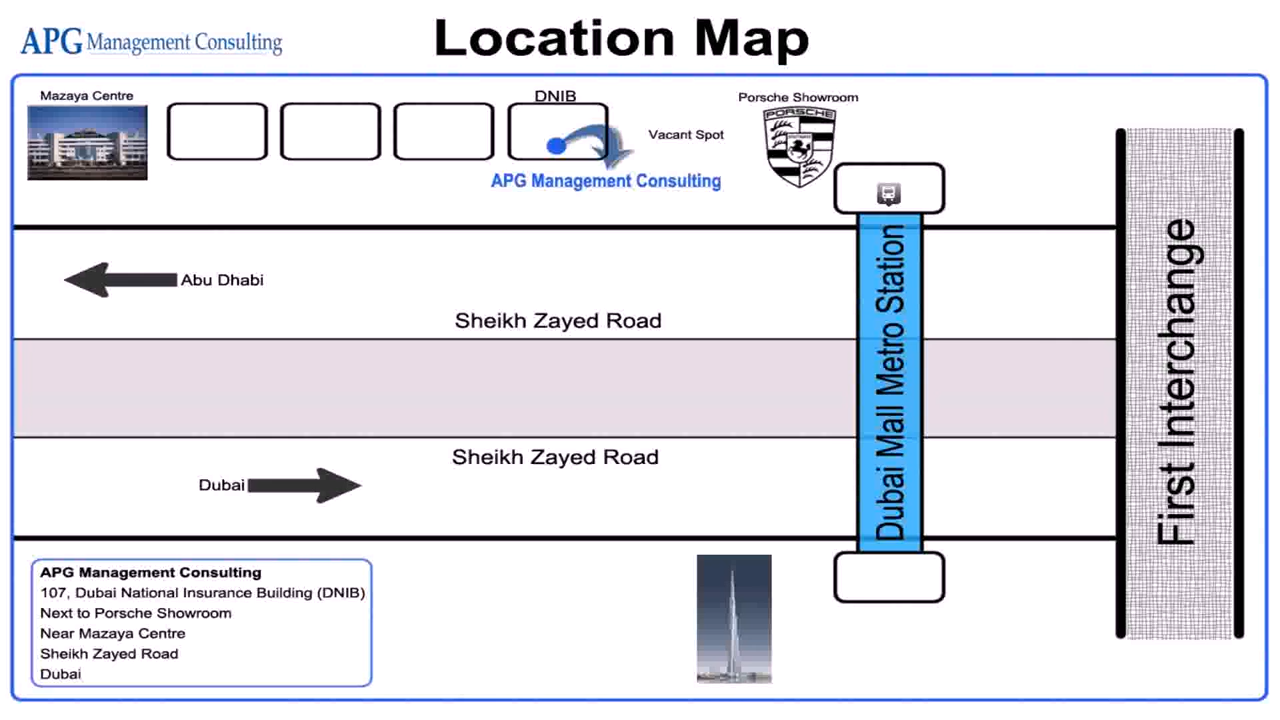 APG Management Consulting
Location Map
Mazaya Centre
DNIB
Porsche Showroom
PORSCHE
Vacant Spot
APG Management Consulting
Abu Dhabi
Sheikh Zayed Road
Dubai Mall Metro Station
First Interchange
Sheikh Zayed Road
Dubai
APG Management Consulting
107, Dubai National Insurance Building (DNIB)
Next to Porsche Showroom
Near Mazaya Centre
Sheikh Zayed Road
Dubai